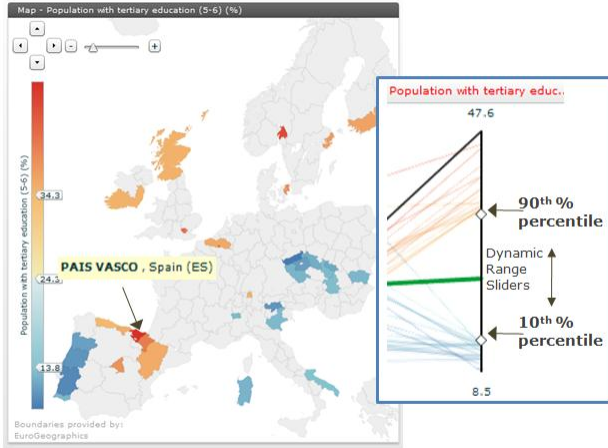 Map - Population with tertiary education (5-6) (%)
Population with tertiary education (5-6) (%)
34.3
24.3
13.8
PAIS VASCO , Spain (ES)
Boundaries provided by:
EuroGeographics
Population with tertiary educ..
47.6
90th %
percentile
Dynamic
Range
Sliders
10th %
percentile
8.5